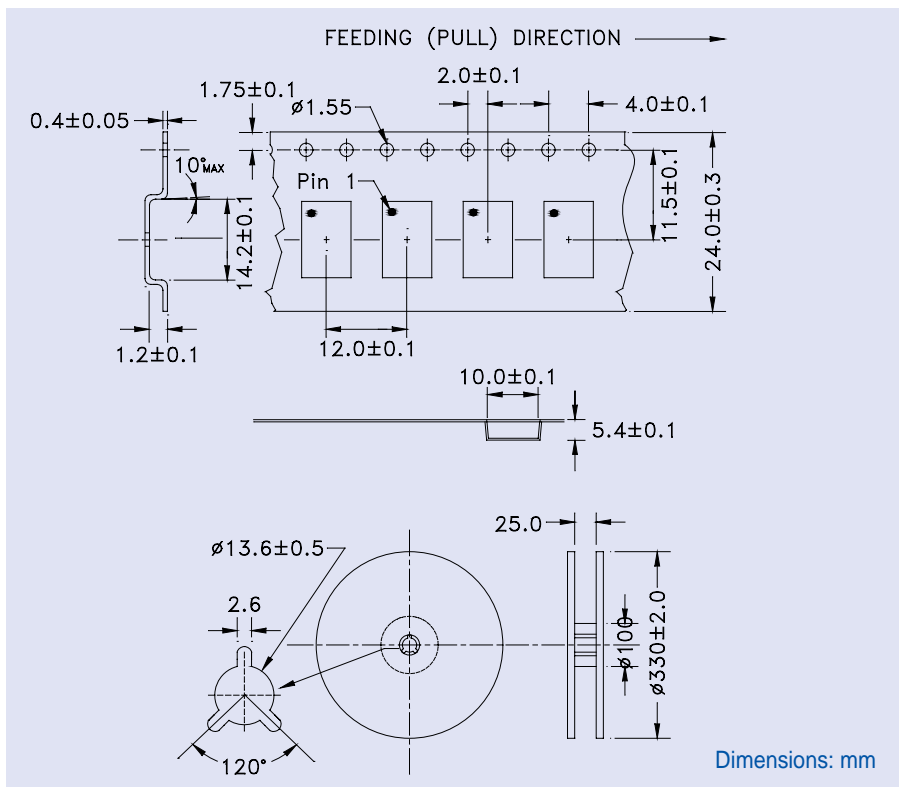 FEEDING (PULL) DIRECTION
2.0±0.1
1.75±0.1
ø1.55
4.0±0.1
0.4±0.05
10°MAX
Pin 1
14.2±0.1
11.5±0.1
24.0±0.3
1.2±0.1
12.0±0.1
10.0±0.1
5.4±0.1
25.0
ø13.6±0.5
2.6
ø100
ø330±2.0
120°
Dimensions: mm